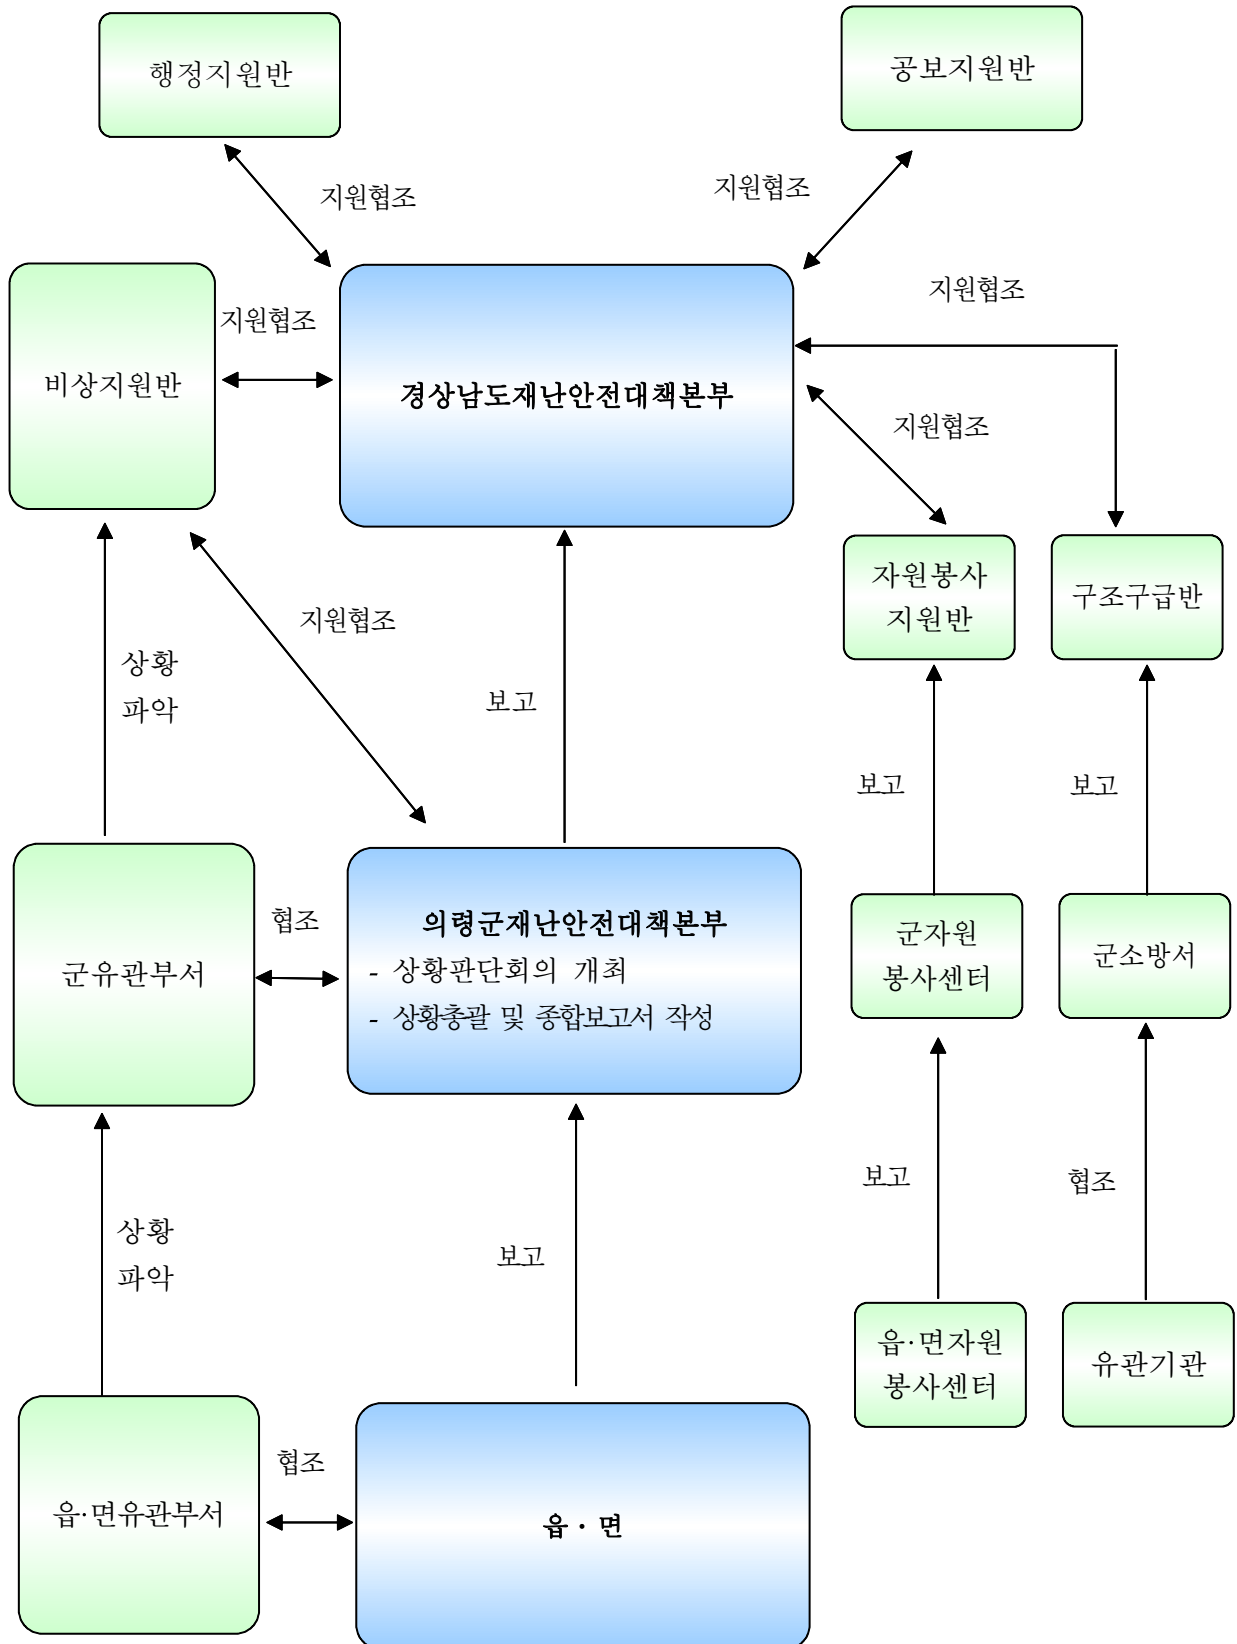 행정지원반
공보지원반
지원협조
지원협조
지원협조
지원협조
비상지원반
경상남도재난안전대책본부
지원협조
자원봉사
지원반
구조구급반
지원협조
상황
파악
보고
보고
보고
군유관부서
협조
의령군재난안전대책본부
- 상황판단회의 개최
- 상황총괄 및 종합보고서 작성
군자원
봉사센터
군소방서
상황
파악
보고
보고
협조
읍·면자원
봉사센터
유관기관
읍·면유관부서
협조
읍·면